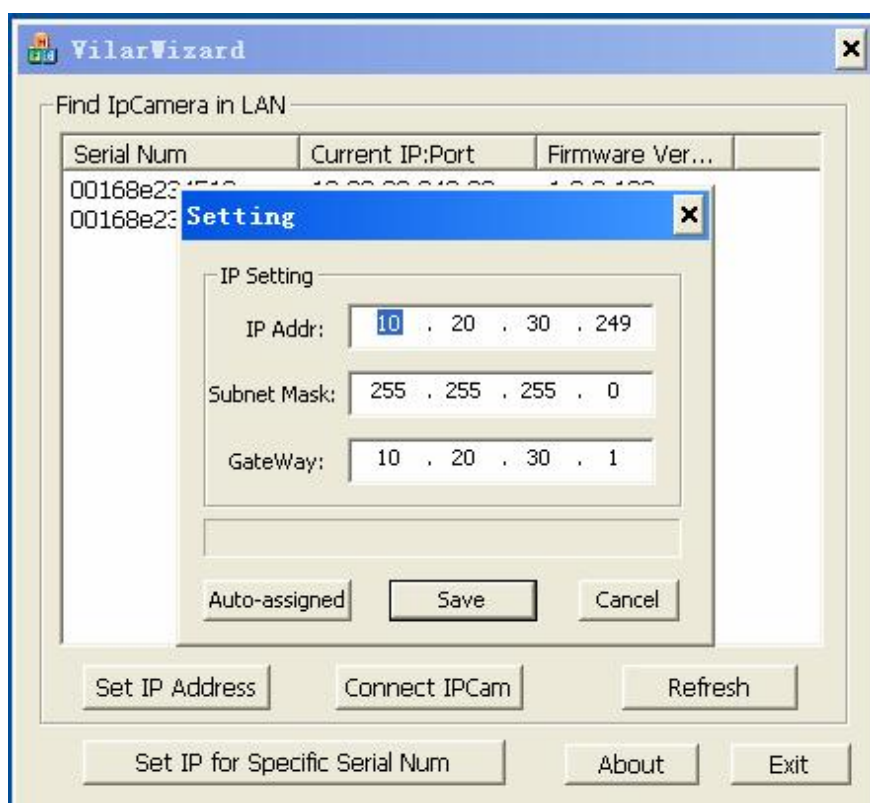 VilarWizard
Find IpCamera in LAN
Serial Num Current IP:Port Firmware Ver...
00168e23
Setting
IP Setting
IP Addr: 10 . 20 . 30 . 249
Subnet Mask: 255 . 255 . 255 . 0
GateWay: 10 . 20 . 30 . 1
Auto-assigned Save Cancel
Set IP Address Connect IPCam Refresh
Set IP for Specific Serial Num About Exit